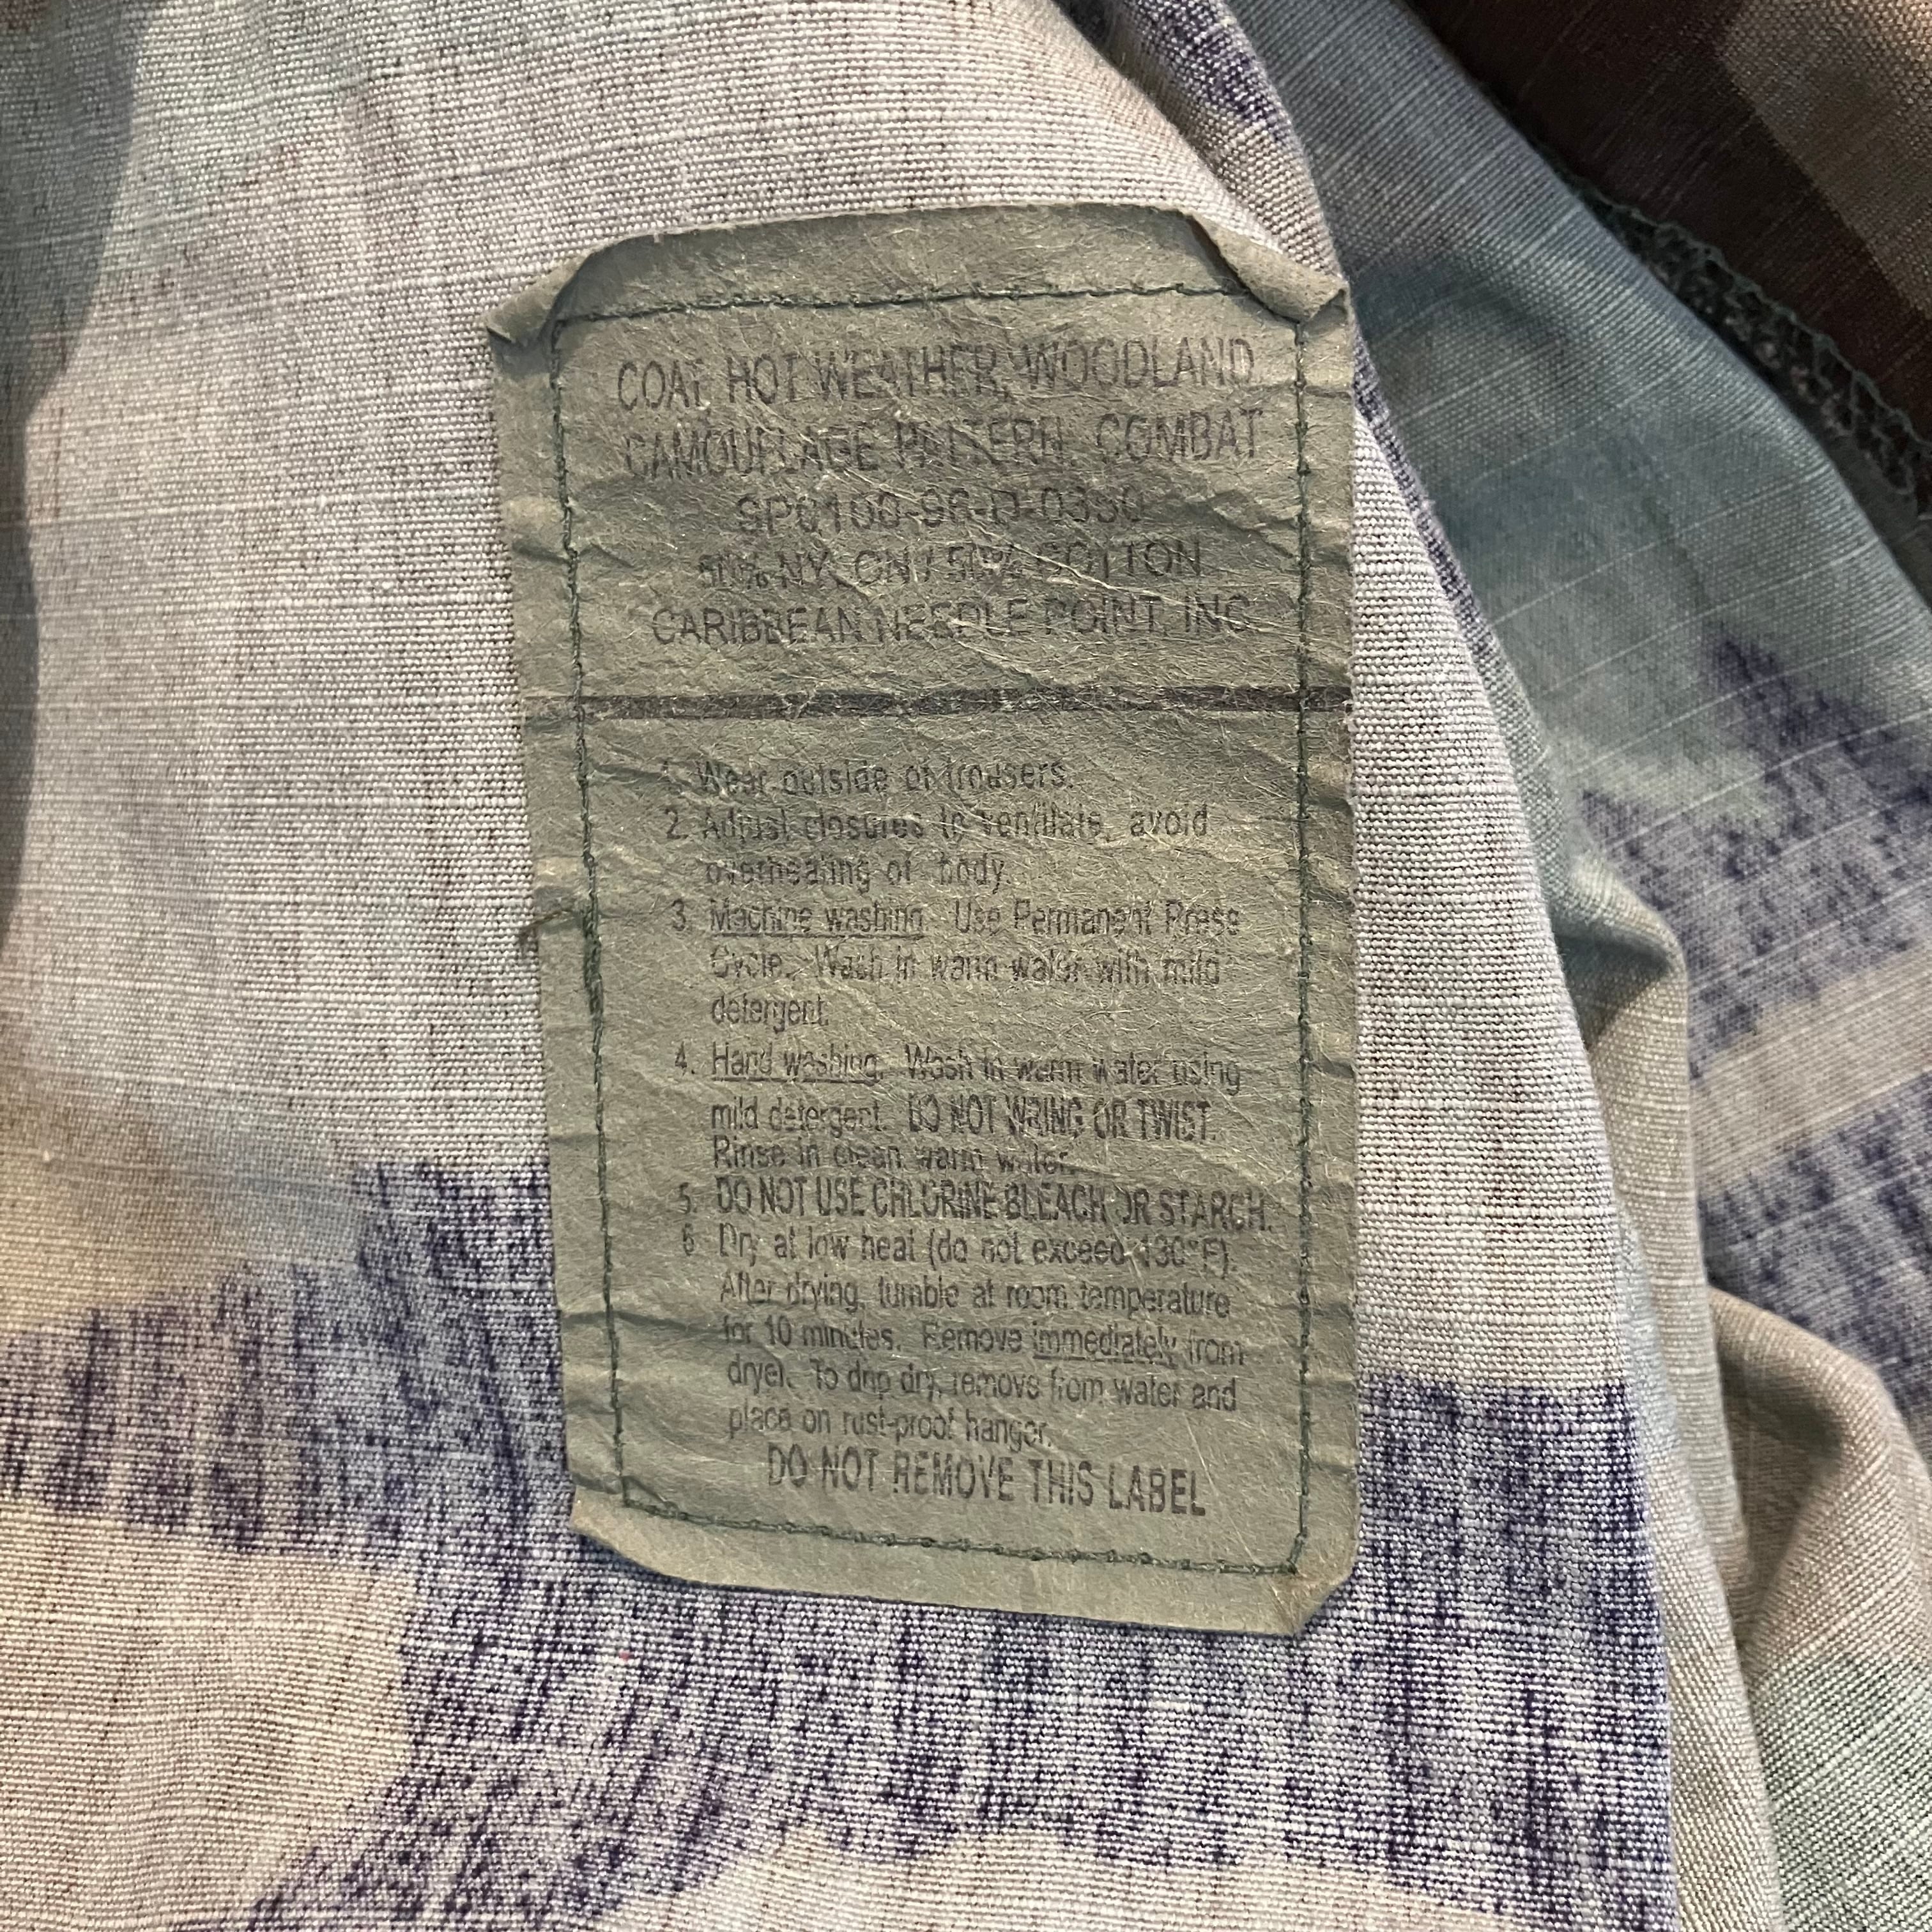 COAT, HOT WEATHER, WOODLAND
CAMOUFLAGE PATTERN, COMBAT
SP0100-96-D-0350
50% NYLON / 50% COTTON
CARIBBEAN NEEDLE POINT, INC.
1. Wear outside of trousers.
2. Adjust closures to ventilate, avoid
overheating of body.
3. Machine washing. Use Permanent Press
Cycle. Wash in warm water with mild
detergent.
4. Hand washing. Wash in warm water using
mild detergent. DO NOT WRING OR TWIST.
Rinse in clean warm water.
5. DO NOT USE CHLORINE BLEACH OR STARCH.
6. Dry at low heat (do not exceed 130°F).
After drying, tumble at room temperature
for 10 minutes. Remove immediately from
dryer. To drip dry, remove from water and
place on rust-proof hanger.
DO NOT REMOVE THIS LABEL